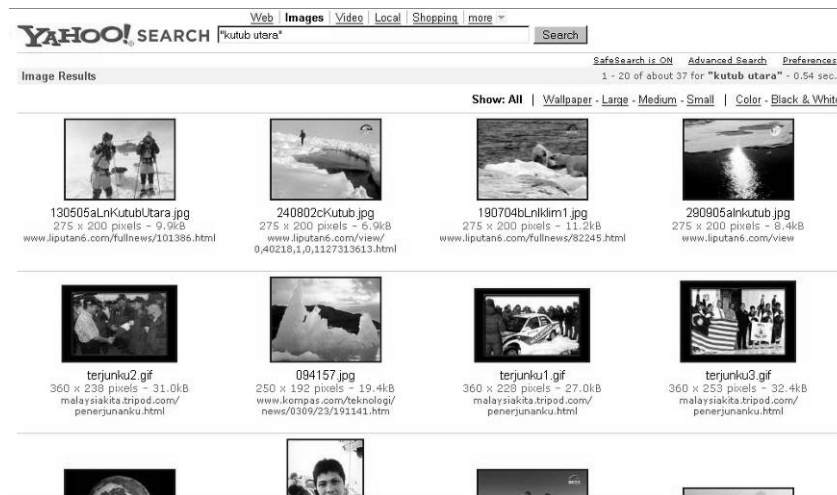 Web | Images | Video | Local | Shopping | more
YAHOO! SEARCH "kutub utara" Search
SafeSearch is ON Advanced Search Preferences
Image Results 1 - 20 of about 37 for "kutub utara" - 0.54 sec.
Show: All | Wallpaper - Large - Medium - Small | Color - Black & White
130505aLnKutubUtara.jpg
275 x 200 pixels - 9.9kB
www.liputan6.com/fullnews/101386.html
240802cKutub.jpg
275 x 200 pixels - 6.9kB
www.liputan6.com/view/
0,40218,1,0,1127313613.html
190704bLnIklim1.jpg
275 x 200 pixels - 11.2kB
www.liputan6.com/fullnews/82245.html
290905alnkutub.jpg
275 x 200 pixels - 8.4kB
www.liputan6.com/view
terjunku2.gif
360 x 238 pixels - 31.0kB
malaysiakita.tripod.com/
penerjunanku.html
094157.jpg
250 x 192 pixels - 19.4kB
www.kompas.com/teknologi/
news/0309/23/191141.htm
terjunku1.gif
360 x 228 pixels - 27.0kB
malaysiakita.tripod.com/
penerjunanku.html
terjunku3.gif
360 x 253 pixels - 32.4kB
malaysiakita.tripod.com/
penerjunanku.html